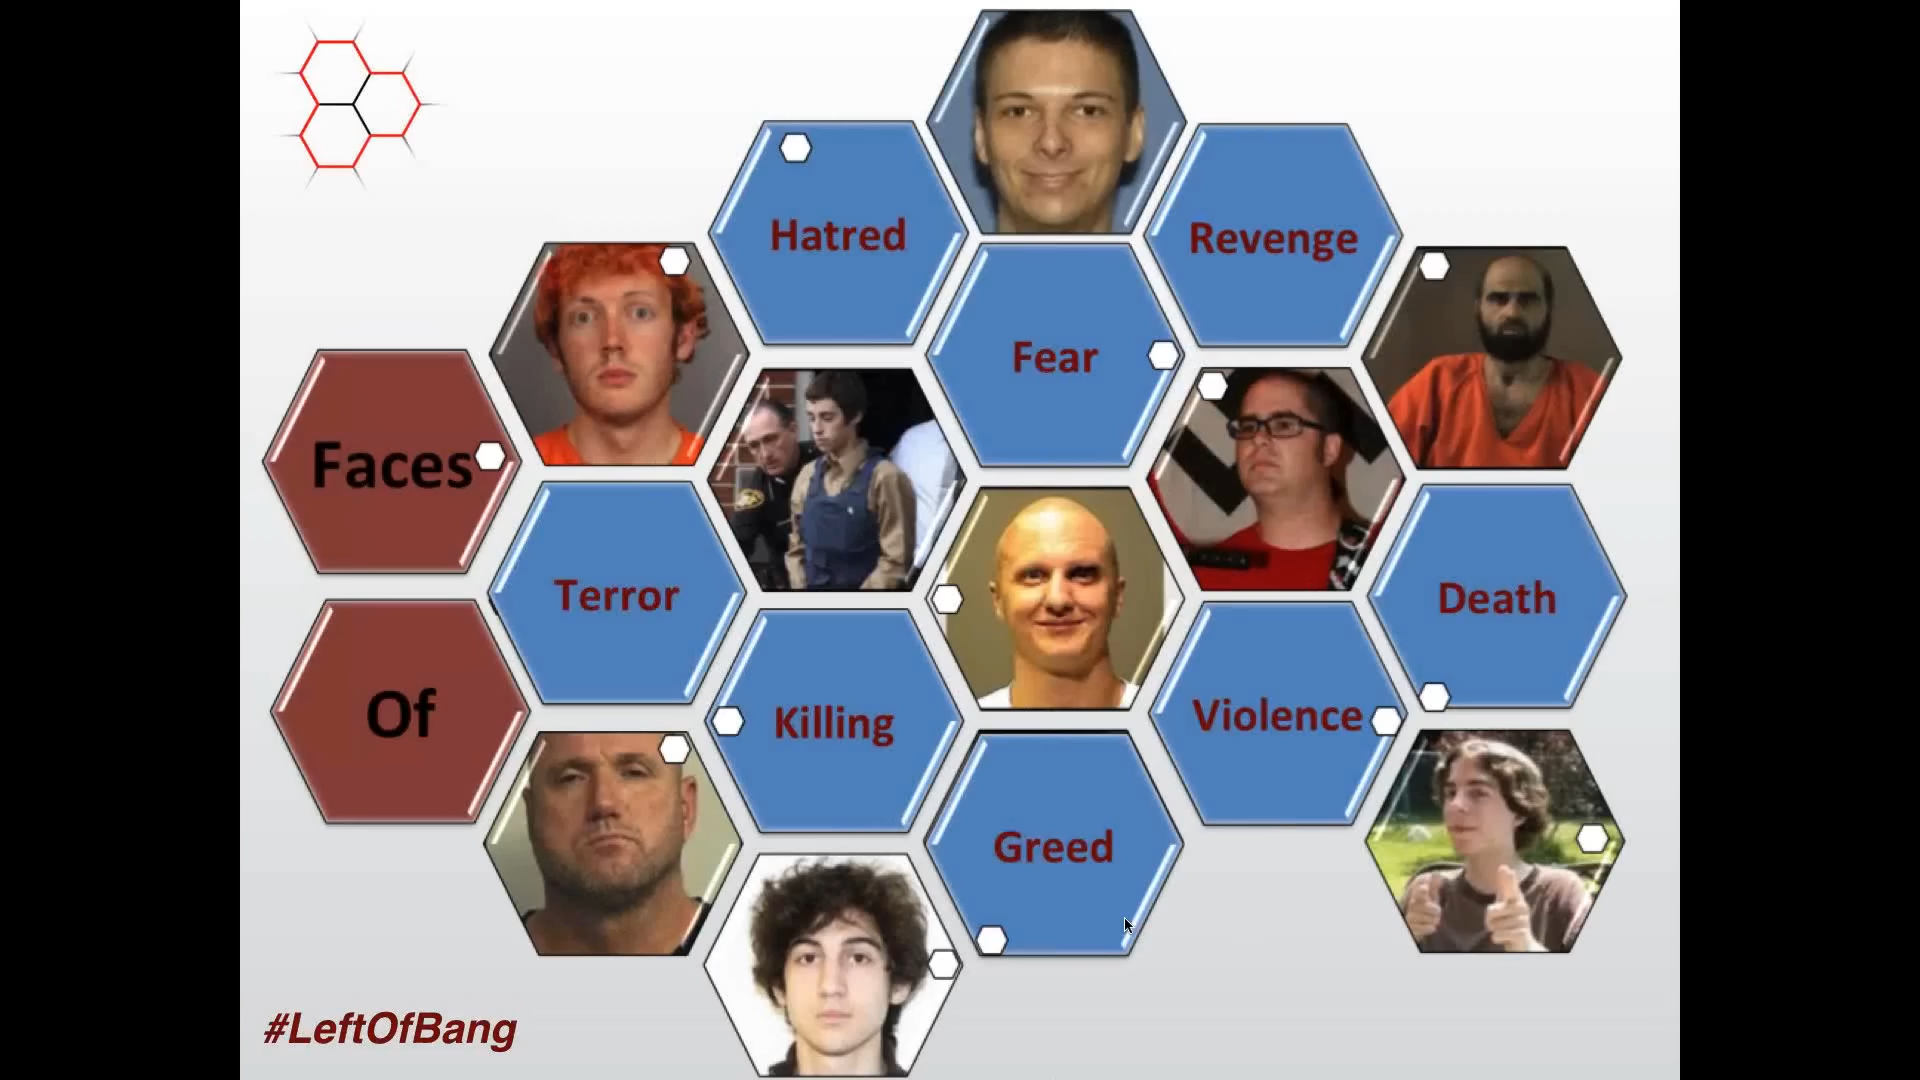 Faces
Of
Hatred
Revenge
Fear
Terror
Death
Killing
Violence
Greed
#LeftOfBang